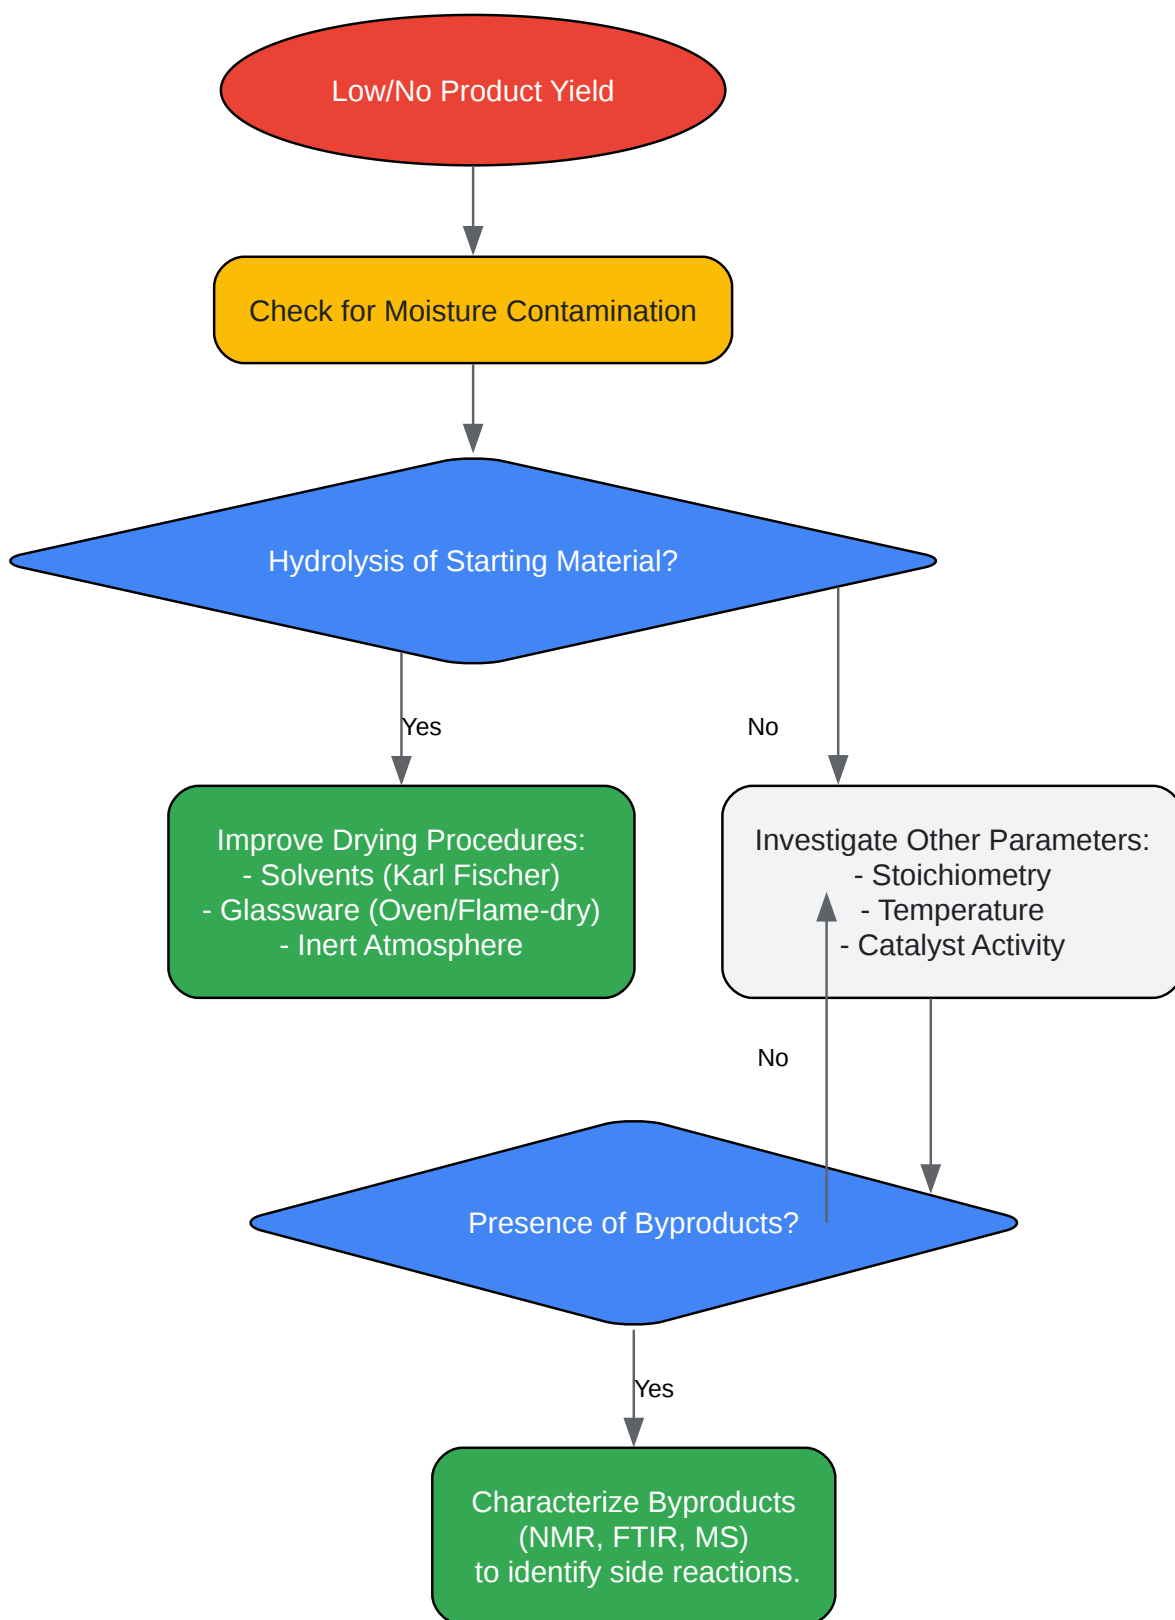 Low/No Product Yield
Check for Moisture Contamination
Hydrolysis of Starting Material?
Yes
No
Improve Drying Procedures:
- Solvents (Karl Fischer)
- Glassware (Oven/Flame-dry)
- Inert Atmosphere
Investigate Other Parameters:
- Stoichiometry
- Temperature
- Catalyst Activity
No
Presence of Byproducts?
Yes
Characterize Byproducts
(NMR, FTIR, MS)
to identify side reactions.